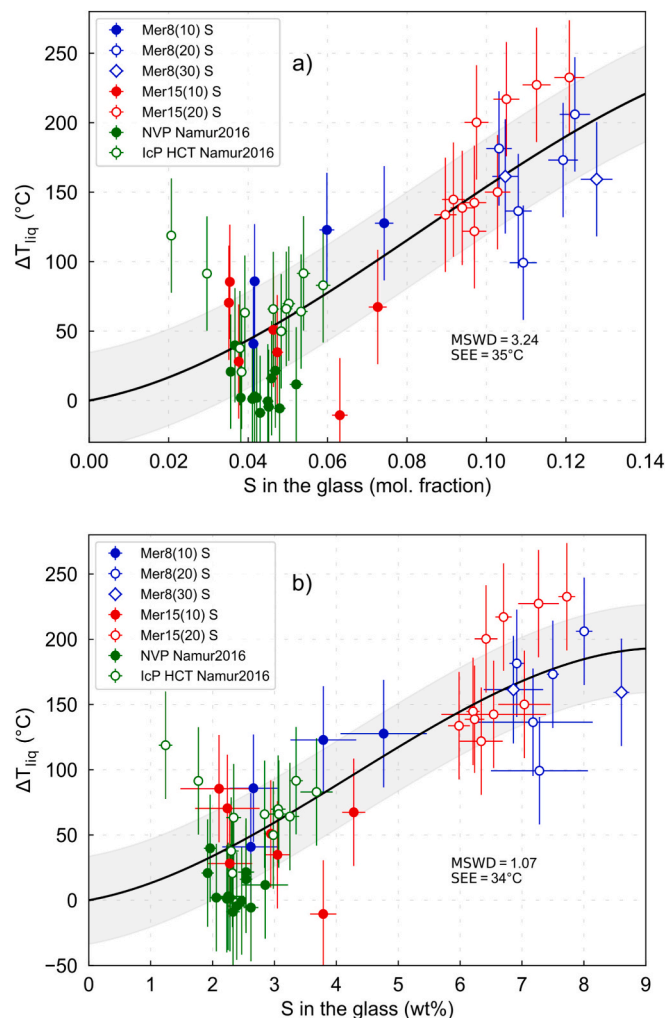 a)
Mer8(10) S
Mer8(20) S
Mer8(30) S
Mer15(10) S
Mer15(20) S
NVP Namur2016
IcP HCT Namur2016
250
200
150
100
50
0
ΔT_liq (°C)
MSWD = 3.24
SEE = 35°C
0.00 0.02 0.04 0.06 0.08 0.10 0.12 0.14
S in the glass (mol. fraction)
b)
Mer8(10) S
Mer8(20) S
Mer8(30) S
Mer15(10) S
Mer15(20) S
NVP Namur2016
IcP HCT Namur2016
250
200
150
100
50
0
−50
ΔT_liq (°C)
MSWD = 1.07
SEE = 34°C
0 1 2 3 4 5 6 7 8 9
S in the glass (wt%)